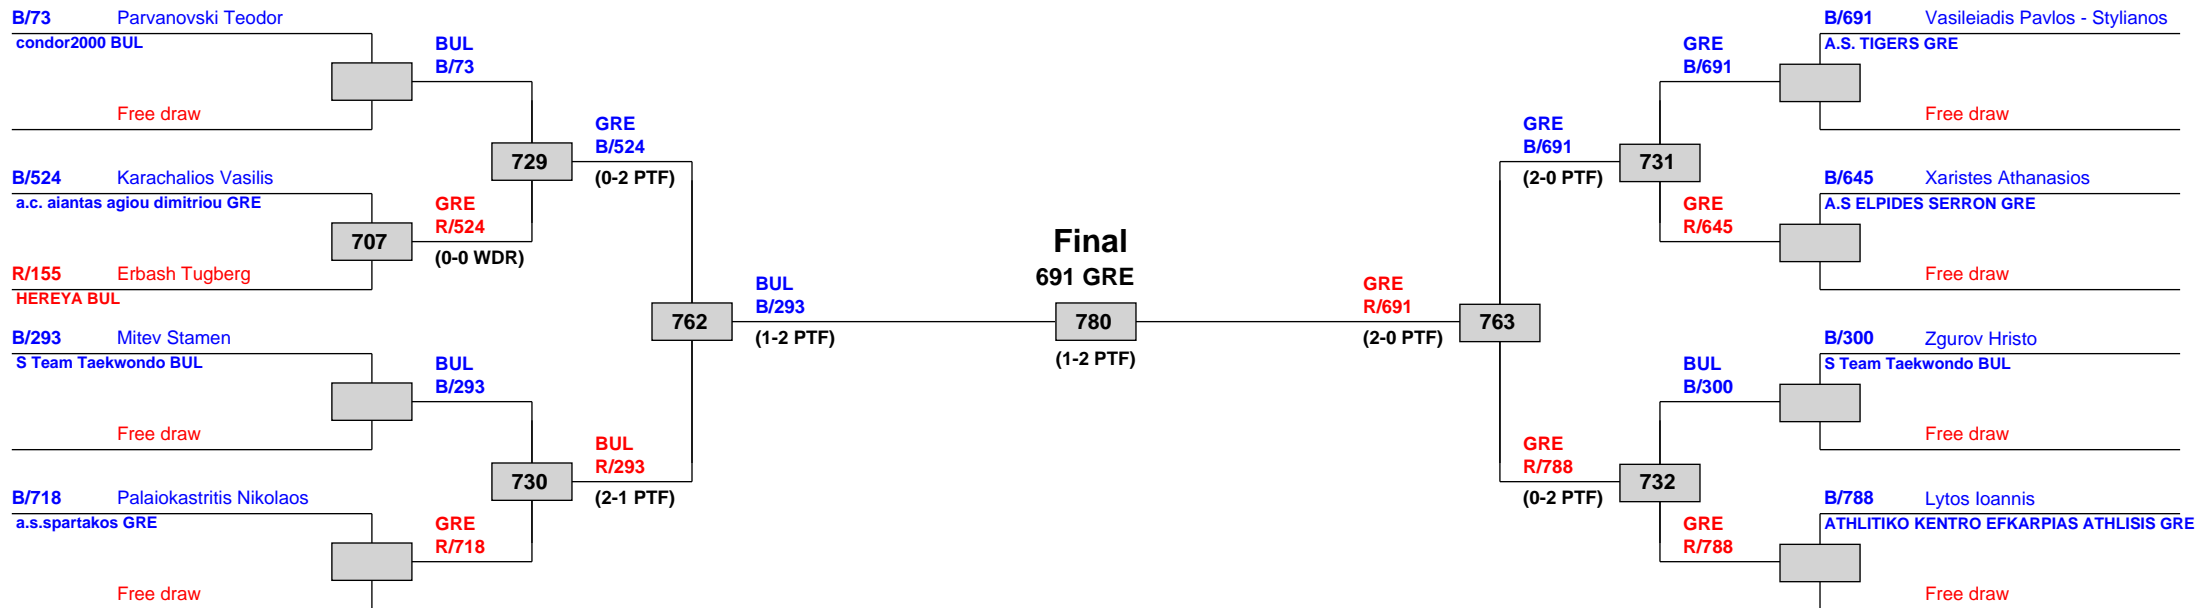 B/73 Parvanovski Teodor
condor2000 BUL
Free draw
BUL
B/73
B/524 Karachalios Vasilis
a.c. aiantas agiou dimitriou GRE
707
R/155 Erbash Tugberg
HEREYA BUL
GRE
R/524
(0-0 WDR)
729
GRE
B/524
(0-2 PTF)
B/293 Mitev Stamen
S Team Taekwondo BUL
Free draw
BUL
B/293
B/718 Palaiokastritis Nikolaos
a.s.spartakos GRE
Free draw
GRE
R/718
730
BUL
R/293
(2-1 PTF)
762
BUL
B/293
(1-2 PTF)
Final
691 GRE
780
(1-2 PTF)
GRE
R/691
(2-0 PTF)
763
GRE
B/691
(2-0 PTF)
731
GRE
B/691
B/691 Vasileiadis Pavlos - Stylianos
A.S. TIGERS GRE
Free draw
GRE
R/645
B/645 Xaristes Athanasios
A.S ELPIDES SERRON GRE
Free draw
GRE
R/788
(0-2 PTF)
732
BUL
B/300
B/300 Zgurov Hristo
S Team Taekwondo BUL
Free draw
GRE
R/788
B/788 Lytos Ioannis
ATHLITIKO KENTRO EFKARPIAS ATHLISIS GRE
Free draw